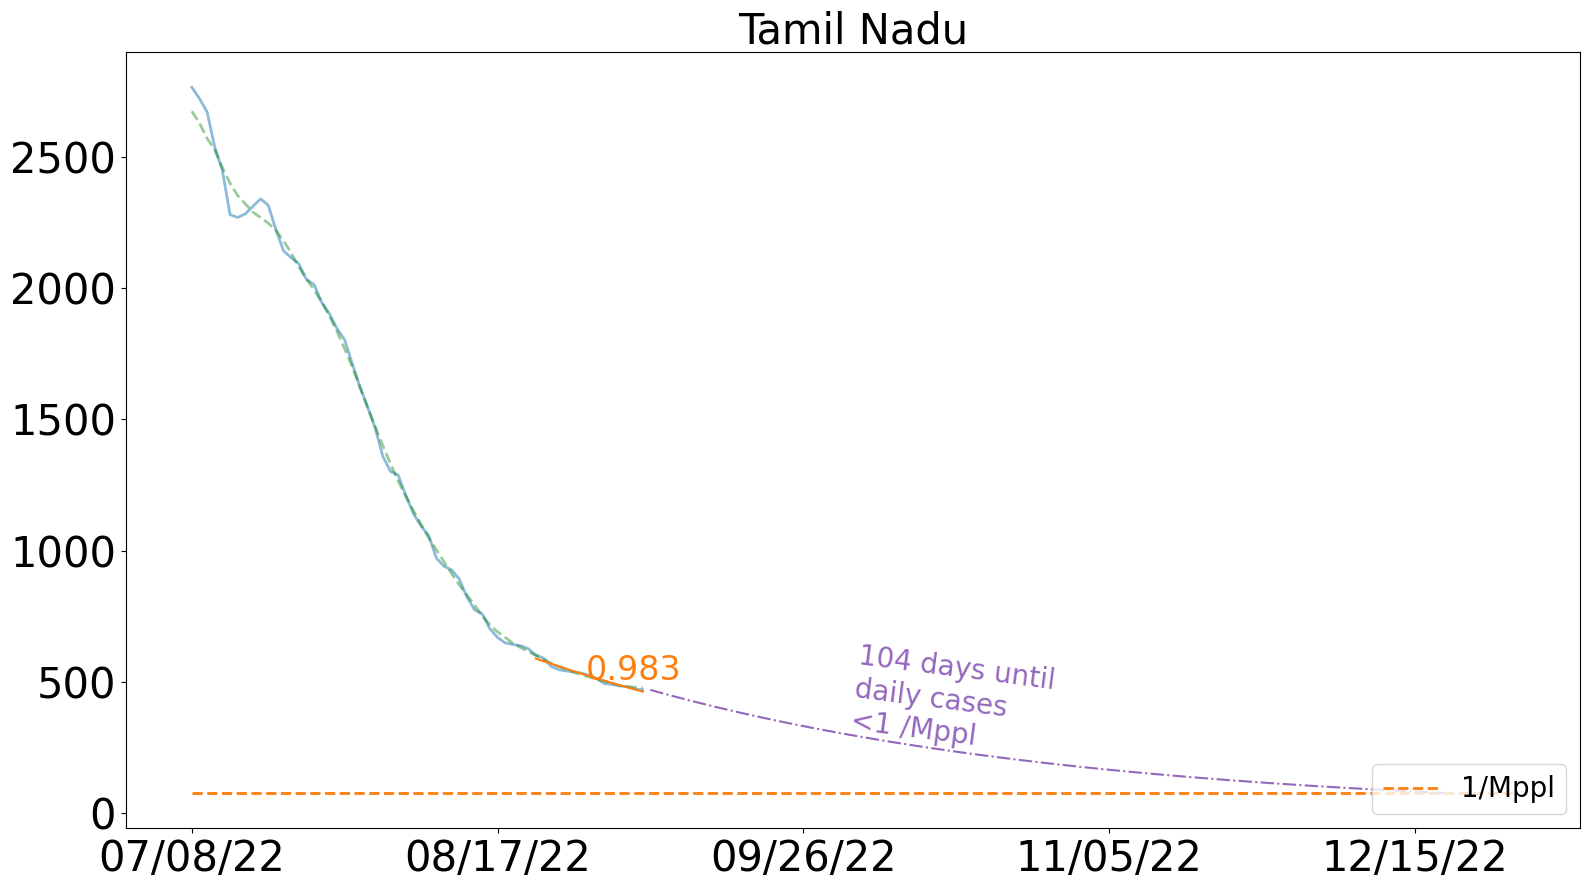 Tamil Nadu
2500
2000
1500
1000
500
0
0.983
104 days until
daily cases
<1 /Mppl
1/Mppl
07/08/22
08/17/22
09/26/22
11/05/22
12/15/22